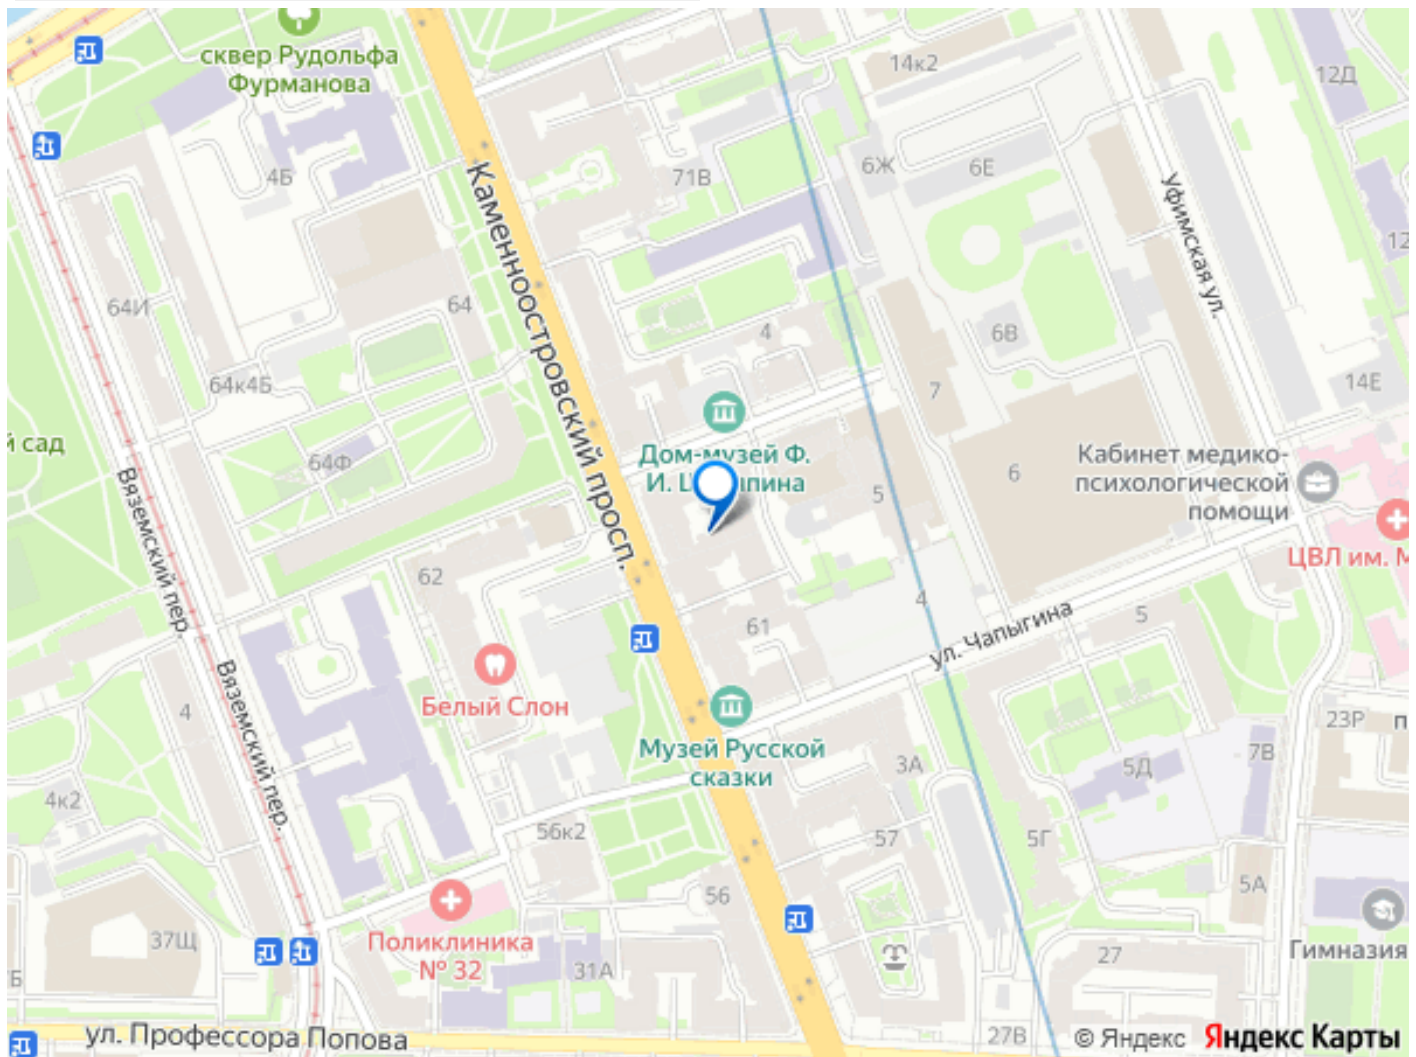 сквер Рудольфа
Фурманова
14к2
12Д
4Б
71В
6Ж
6Е
Каменноостровский просп.
Уфимская ул.
12
64И
64
4
6В
64к4Б
7
14Е
й сад
Дом-музей Ф.
И. Ш
пина
64Ф
6
5
Кабинет медико-
психологической
помощи
ЦВЛ им. М
Вяземский пер.
62
4
61
ул. Чапыгина
5
Вяземский пер.
Белый Слон
4
Музей Русской
сказки
3А
5Д
7В
23Р
п
4к2
56к2
57
5Г
56
5А
37Щ
Поликлиника
№ 32
31А
27
Гимназия
Б
ул. Профессора Попова
27В
© Яндекс Яндекс Карты